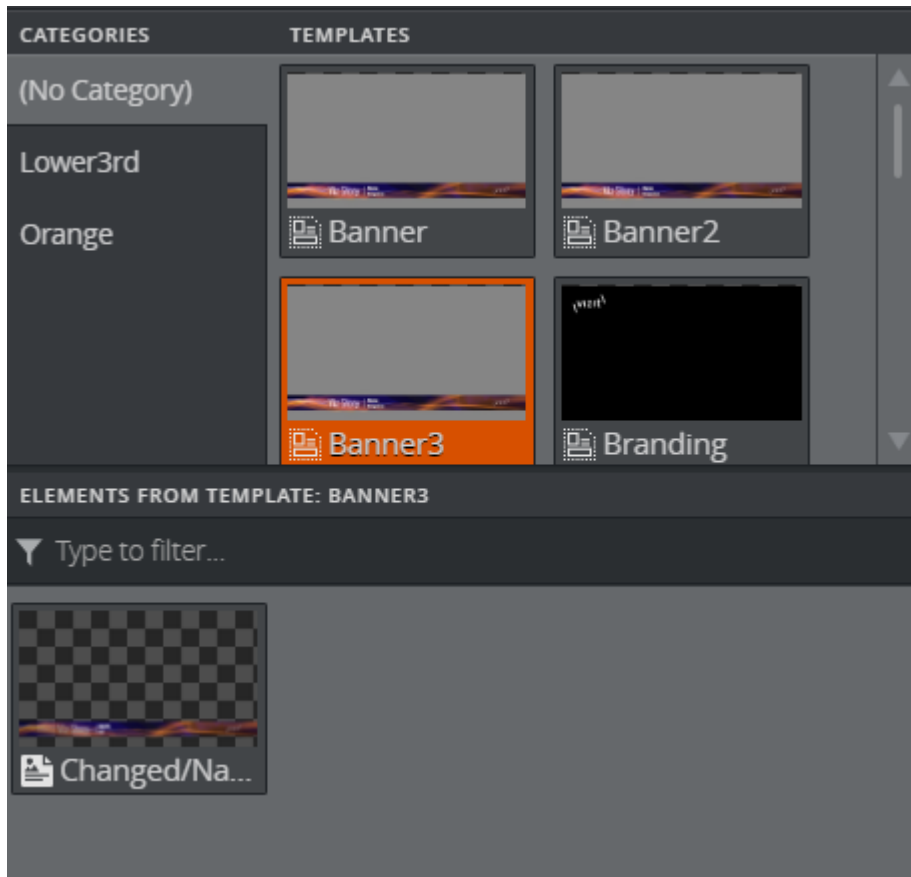 CATEGORIES TEMPLATES
(No Category)
Lower3rd
Orange
Banner
Banner2
Banner3
Branding
ELEMENTS FROM TEMPLATE: BANNER3
Type to filter...
Changed/Na...